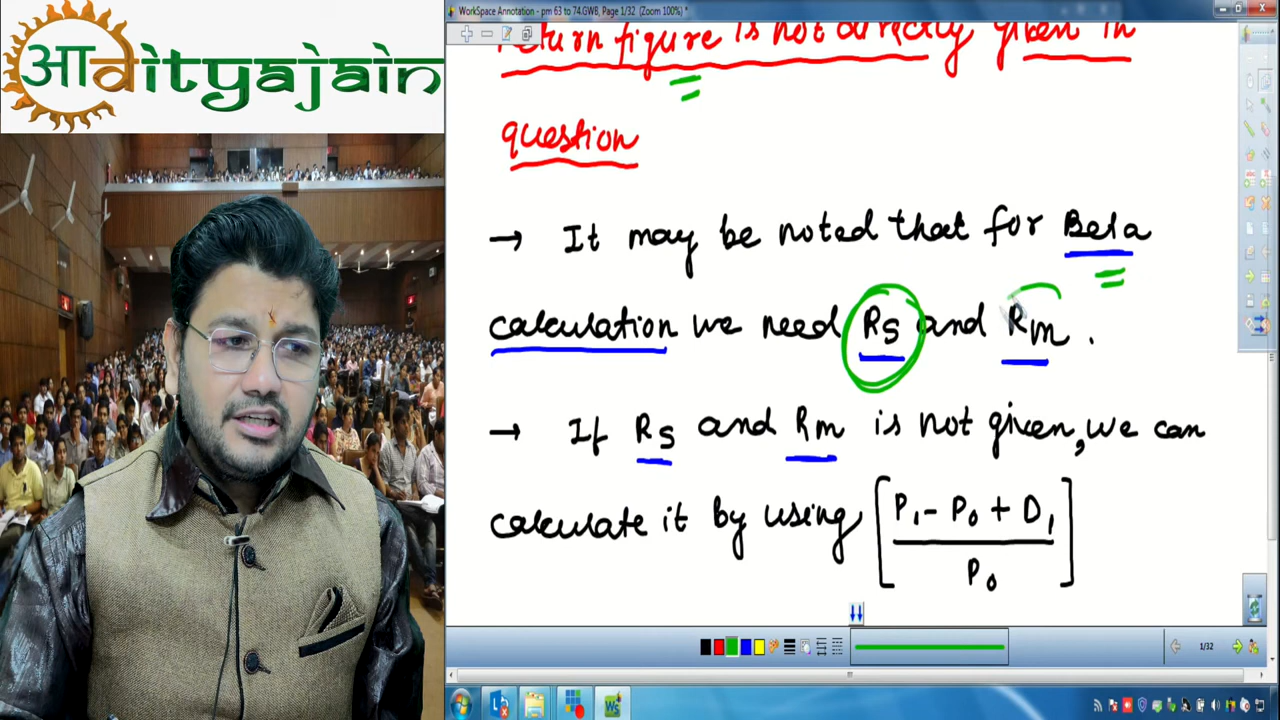 आdityajain
WorkSpace Annotation - pm 63 to 74.GWB, Page 1/32 (Zoom 100%) *
return figure is not directly given in
question
→ It may be noted that for Beta
calculation we need Rs and Rm.
→ If Rs and Rm is not given, we can
calculate it by using [P1 - P0 + D1 / P0]
1/32